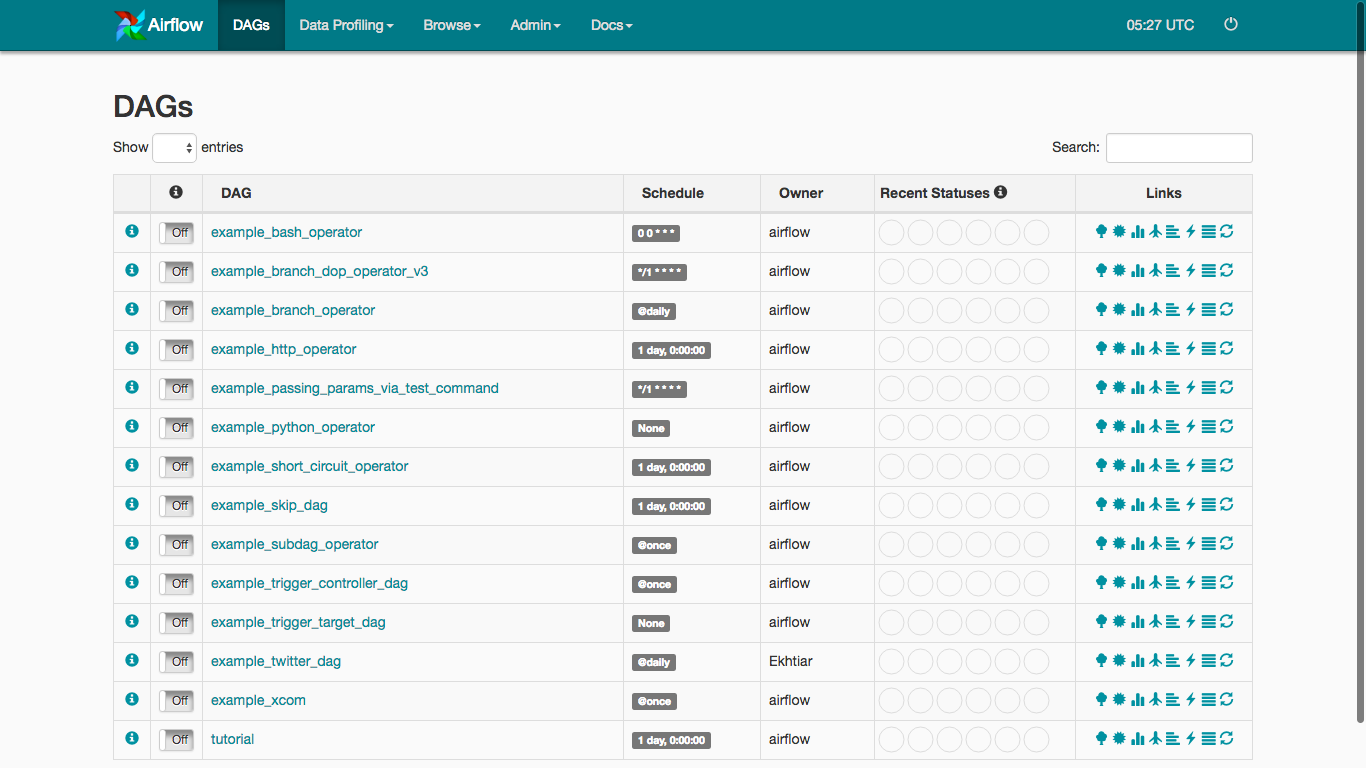 Airflow DAGs Data Profiling Browse Admin Docs 05:27 UTC
DAGs
Show entries Search:
DAG Schedule Owner Recent Statuses Links
Off example_bash_operator 0 0 * * * airflow
Off example_branch_dop_operator_v3 */1 * * * * airflow
Off example_branch_operator @daily airflow
Off example_http_operator 1 day, 0:00:00 airflow
Off example_passing_params_via_test_command */1 * * * * airflow
Off example_python_operator None airflow
Off example_short_circuit_operator 1 day, 0:00:00 airflow
Off example_skip_dag 1 day, 0:00:00 airflow
Off example_subdag_operator @once airflow
Off example_trigger_controller_dag @once airflow
Off example_trigger_target_dag None airflow
Off example_twitter_dag @daily Ekhtiar
Off example_xcom @once airflow
Off tutorial 1 day, 0:00:00 airflow